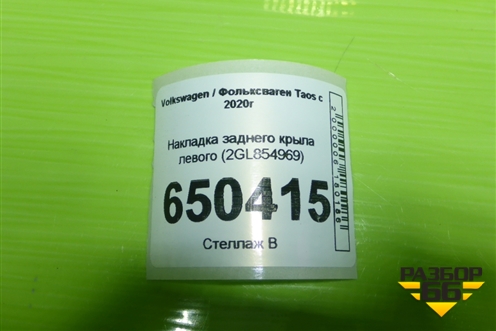 Volkswagen / Фольксваген Taos с
2020г
Накладка заднего крыла
левого (2GL854969)
650415
Стеллаж В
РАЗБОР
66